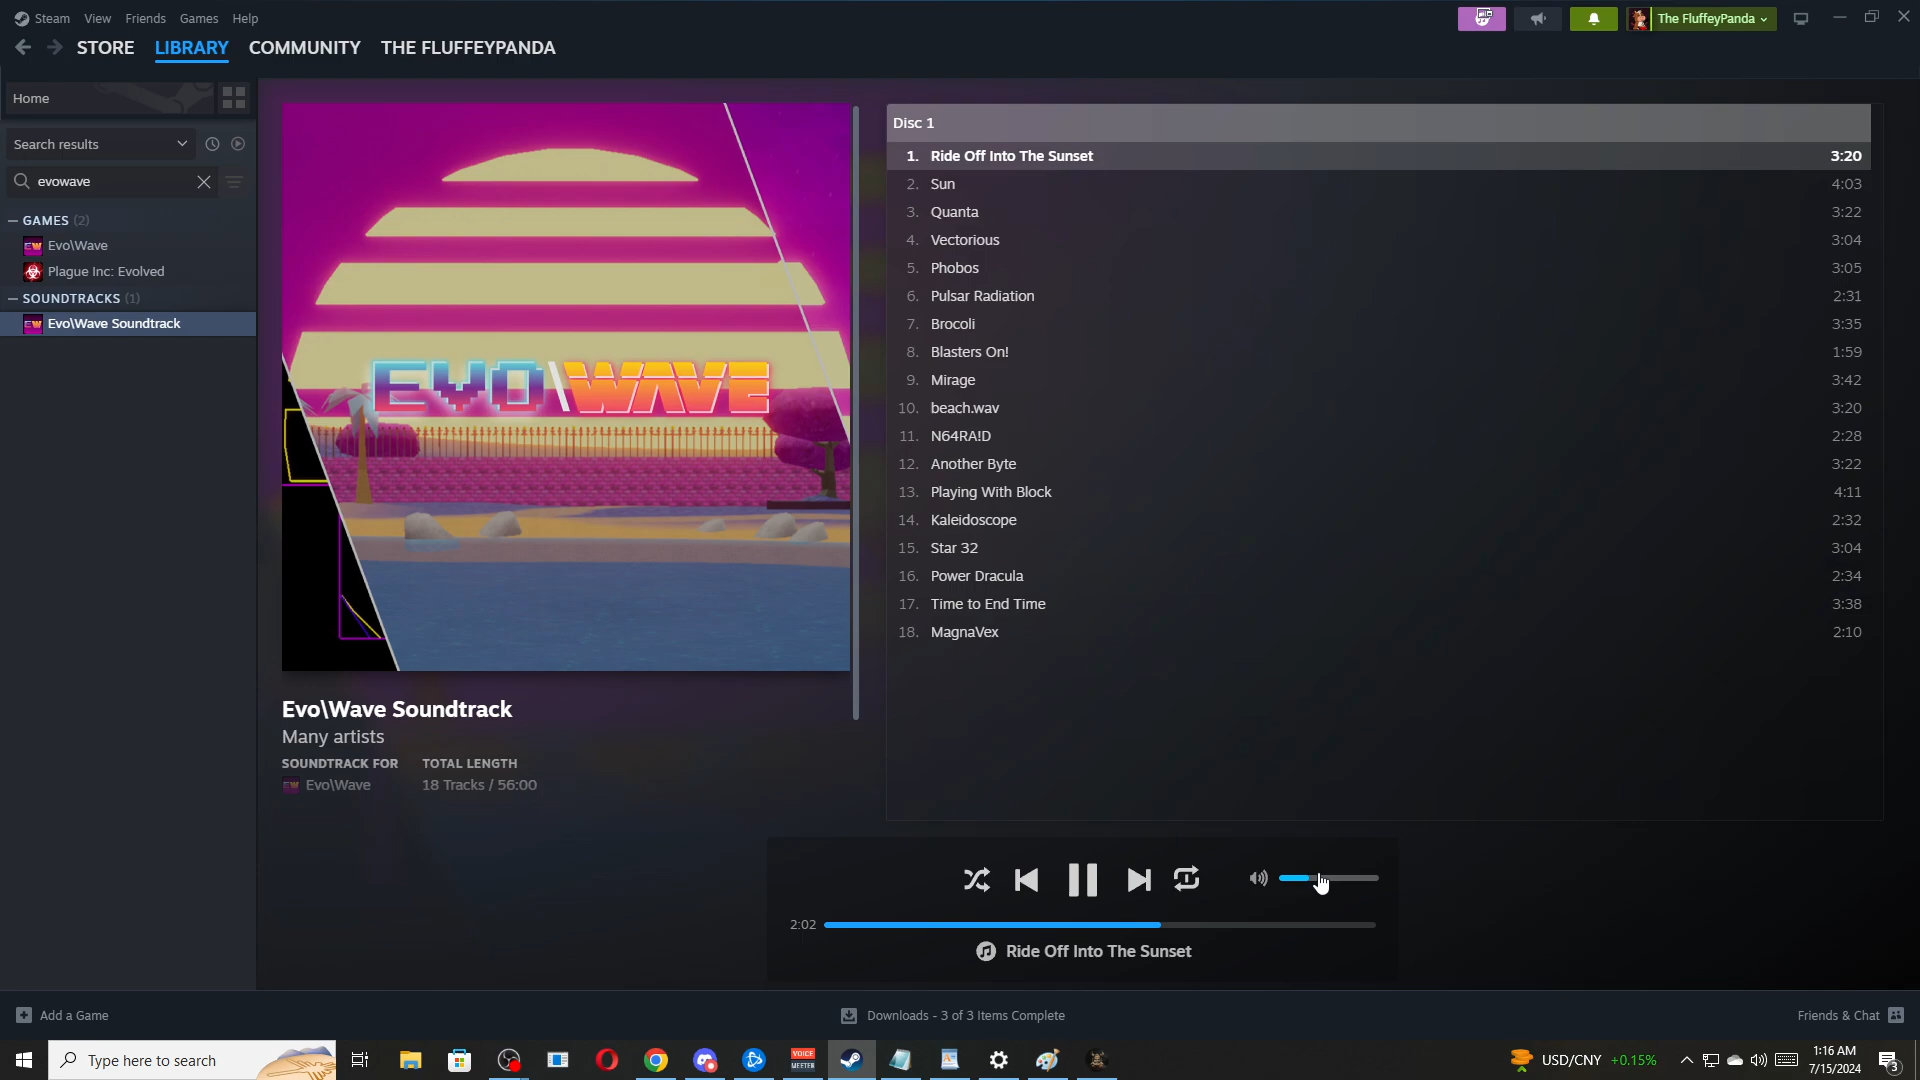 Steam View Friends Games Help
The FluffeyPanda
STORE LIBRARY COMMUNITY THE FLUFFEYPANDA
Home
Search results
evowave
— GAMES (2)
EW Evo\Wave
Plague Inc: Evolved
— SOUNDTRACKS (1)
EW Evo\Wave Soundtrack
EVO\WAVE
Evo\Wave Soundtrack
Many artists
SOUNDTRACK FOR TOTAL LENGTH
EW Evo\Wave 18 Tracks / 56:00
Disc 1
1. Ride Off Into The Sunset 3:20
2. Sun 4:03
3. Quanta 3:22
4. Vectorious 3:04
5. Phobos 3:05
6. Pulsar Radiation 2:31
7. Brocoli 3:35
8. Blasters On! 1:59
9. Mirage 3:42
10. beach.wav 3:20
11. N64RA!D 2:28
12. Another Byte 3:22
13. Playing With Block 4:11
14. Kaleidoscope 2:32
15. Star 32 3:04
16. Power Dracula 2:34
17. Time to End Time 3:38
18. MagnaVex 2:10
2:02
Ride Off Into The Sunset
Add a Game
Downloads - 3 of 3 Items Complete
Friends & Chat
Type here to search
VOICE
MEETER
USD/CNY +0.15%
1:16 AM
7/15/2024
3